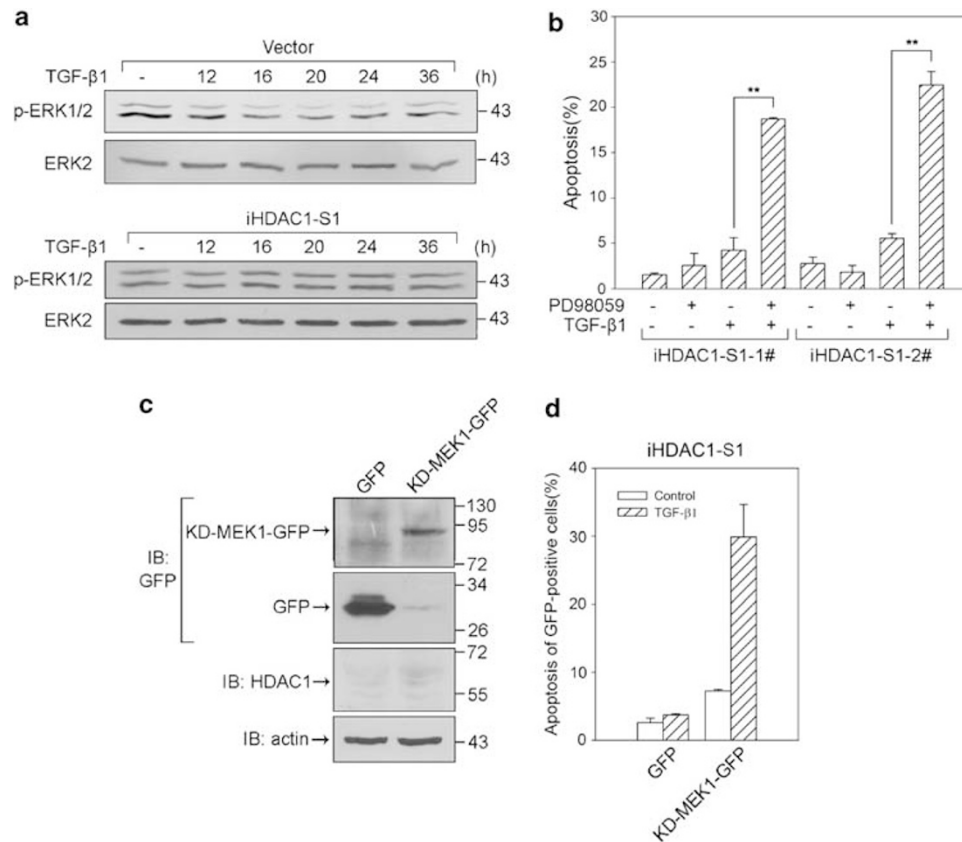 a
Vector
TGF-β1 - 12 16 20 24 36 (h)
p-ERK1/2
43
ERK2
43
iHDAC1-S1
TGF-β1 - 12 16 20 24 36 (h)
p-ERK1/2
43
ERK2
43
b
Apoptosis(%)
30
25
20
15
10
5
0
**
**
PD98059 - + - + - + - +
TGF-β1 - - + + - - + +
iHDAC1-S1-1# iHDAC1-S1-2#
c
GFP KD-MEK1-GFP
IB: GFP
KD-MEK1-GFP→
130
95
72
GFP→
34
26
IB: HDAC1→
72
55
IB: actin→
43
d
iHDAC1-S1
Apoptosis of GFP-positive cells(%)
40
30
20
10
0
Control
TGF-β1
GFP
KD-MEK1-GFP